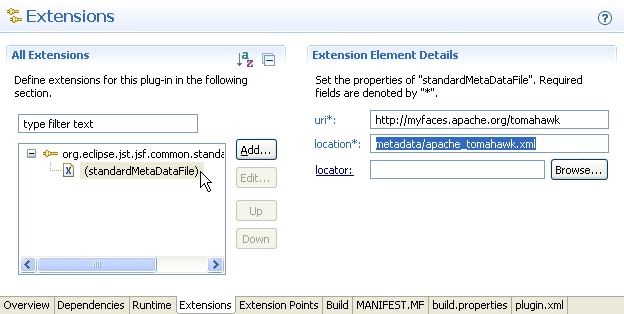 Extensions
All Extensions
Define extensions for this plug-in in the following
section.
type filter text
org.eclipse.jst.jsf.common.standa
(standardMetaDataFile)
Add...
Edit...
Up
Down
Extension Element Details
Set the properties of "standardMetaDataFile". Required
fields are denoted by "*".
uri*: http://myfaces.apache.org/tomahawk
location*: metadata/apache_tomahawk.xml
locator: Browse...
Overview Dependencies Runtime Extensions Extension Points Build MANIFEST.MF build.properties plugin.xml